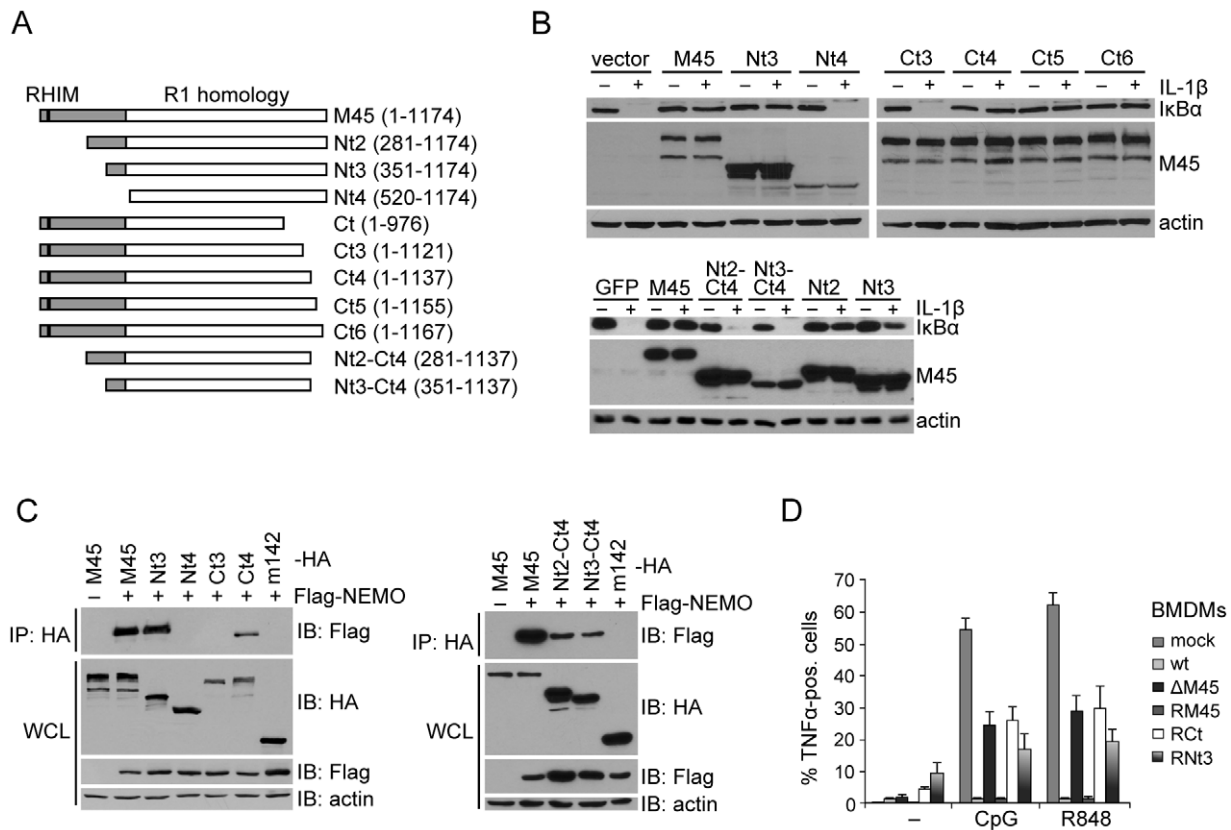 A
RHIM R1 homology
M45 (1-1174)
Nt2 (281-1174)
Nt3 (351-1174)
Nt4 (520-1174)
Ct (1-976)
Ct3 (1-1121)
Ct4 (1-1137)
Ct5 (1-1155)
Ct6 (1-1167)
Nt2-Ct4 (281-1137)
Nt3-Ct4 (351-1137)
B
vector M45 Nt3 Nt4 Ct3 Ct4 Ct5 Ct6
– + – + – + – + – + – + – + – + IL-1β
IκBα
M45
actin
Nt2-Ct4 Nt3-Ct4
GFP M45 Nt2 Nt3
– + – + – + – + – + – + IL-1β
IκBα
M45
actin
C
M45 M45 Nt3 Nt4 Ct3 Ct4 m142 -HA
– + + + + + + Flag-NEMO
IP: HA IB: Flag
IB: HA
WCL
IB: Flag
IB: actin
M45 M45 Nt2-Ct4 Nt3-Ct4 m142 -HA
– + + + + Flag-NEMO
IP: HA IB: Flag
IB: HA
WCL
IB: Flag
IB: actin
D
% TNFα-pos. cells
70
60
50
40
30
20
10
0
– CpG R848
BMDMs
mock
wt
ΔM45
RM45
RCt
RNt3